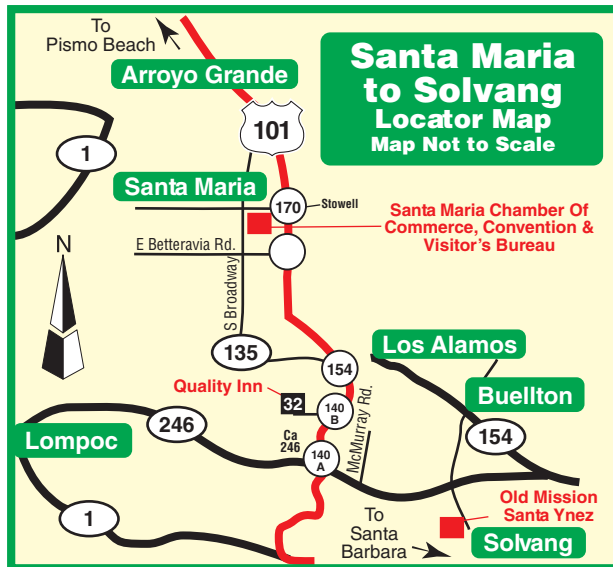 To
Pismo Beach
Santa Maria
to Solvang
Locator Map
Map Not to Scale
Arroyo Grande
101
1
Santa Maria
170
Stowell
Santa Maria Chamber Of
Commerce, Convention &
Visitor's Bureau
E Betteravia Rd.
N
S Broadway
135
154
Los Alamos
Quality Inn
32
140
B
McMurray Rd.
Buellton
246
Ca
246
154
Lompoc
140
A
1
Old Mission
Santa Ynez
To
Santa
Barbara
Solvang